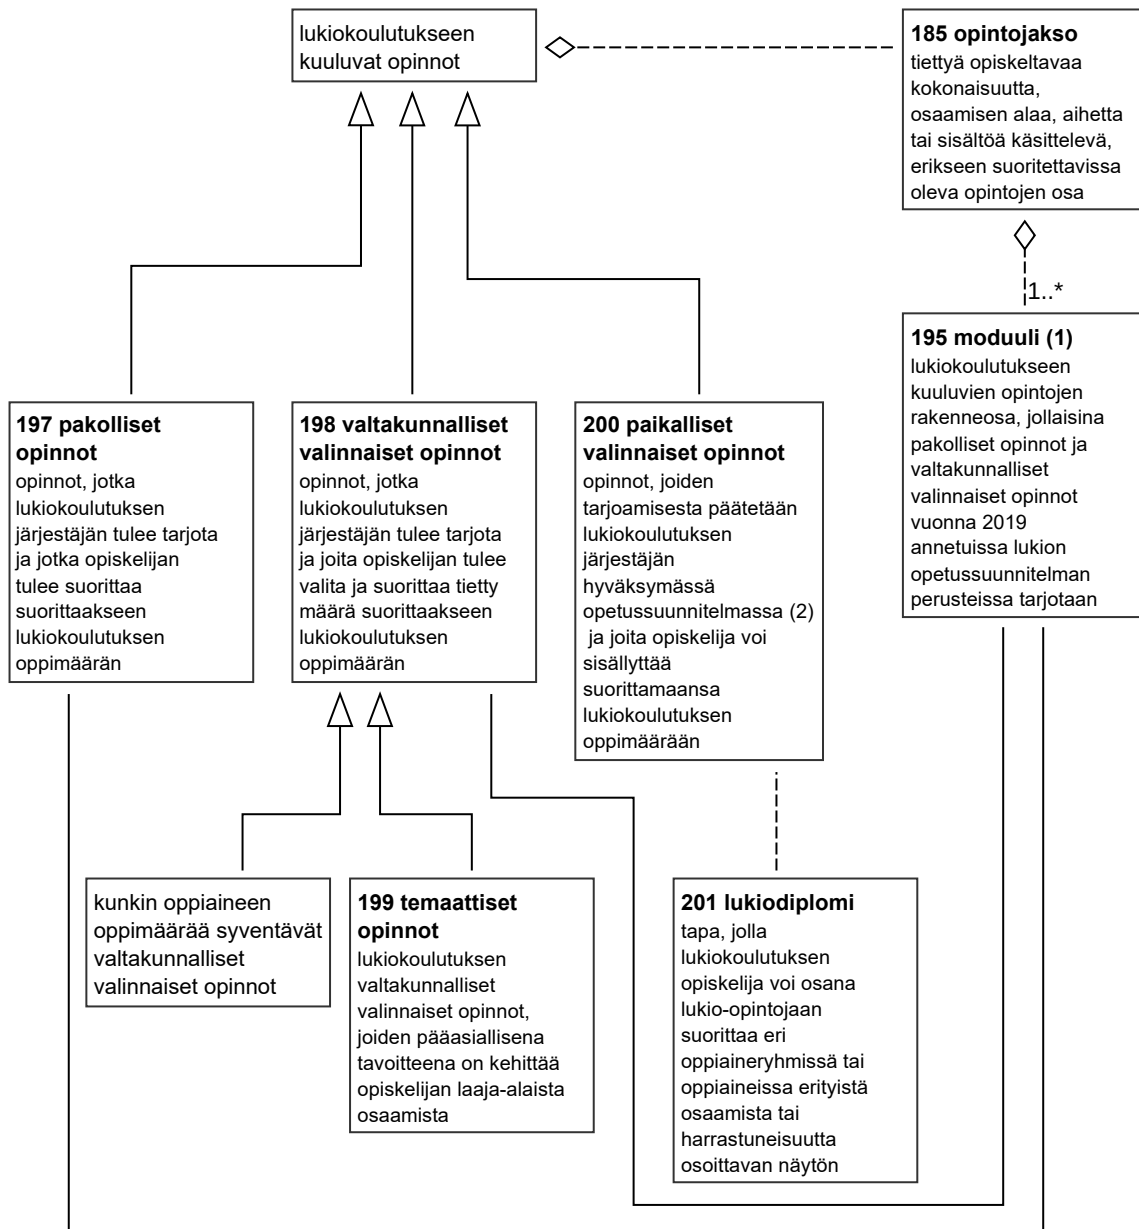 lukiokoulutukseen
kuuluvat opinnot
185 opintojakso
tiettyä opiskeltavaa
kokonaisuutta,
osaamisen alaa, aihetta
tai sisältöä käsittelevä,
erikseen suoritettavissa
oleva opintojen osa
1..*
195 moduuli (1)
lukiokoulutukseen
kuuluvien opintojen
rakenneosa, jollaisina
pakolliset opinnot ja
valtakunnalliset
valinnaiset opinnot
vuonna 2019
annetuissa lukion
opetussuunnitelman
perusteissa tarjotaan
197 pakolliset
opinnot
opinnot, jotka
lukiokoulutuksen
järjestäjän tulee tarjota
ja jotka opiskelijan
tulee suorittaa
suorittaakseen
lukiokoulutuksen
oppimäärän
198 valtakunnalliset
valinnaiset opinnot
opinnot, jotka
lukiokoulutuksen
järjestäjän tulee tarjota
ja joita opiskelijan tulee
valita ja suorittaa tietty
määrä suorittaakseen
lukiokoulutuksen
oppimäärän
200 paikalliset
valinnaiset opinnot
opinnot, joiden
tarjoamisesta päätetään
lukiokoulutuksen
järjestäjän
hyväksymässä
opetussuunnitelmassa (2)
ja joita opiskelija voi
sisällyttää
suorittamaansa
lukiokoulutuksen
oppimäärään
kunkin oppiaineen
oppimäärää syventävät
valtakunnalliset
valinnaiset opinnot
199 temaattiset
opinnot
lukiokoulutuksen
valtakunnalliset
valinnaiset opinnot,
joiden pääasiallisena
tavoitteena on kehittää
opiskelijan laaja-alaista
osaamista
201 lukiodiplomi
tapa, jolla
lukiokoulutuksen
opiskelija voi osana
lukio-opintojaan
suorittaa eri
oppiaineryhmissä tai
oppiaineissa erityistä
osaamista tai
harrastuneisuutta
osoittavan näytön